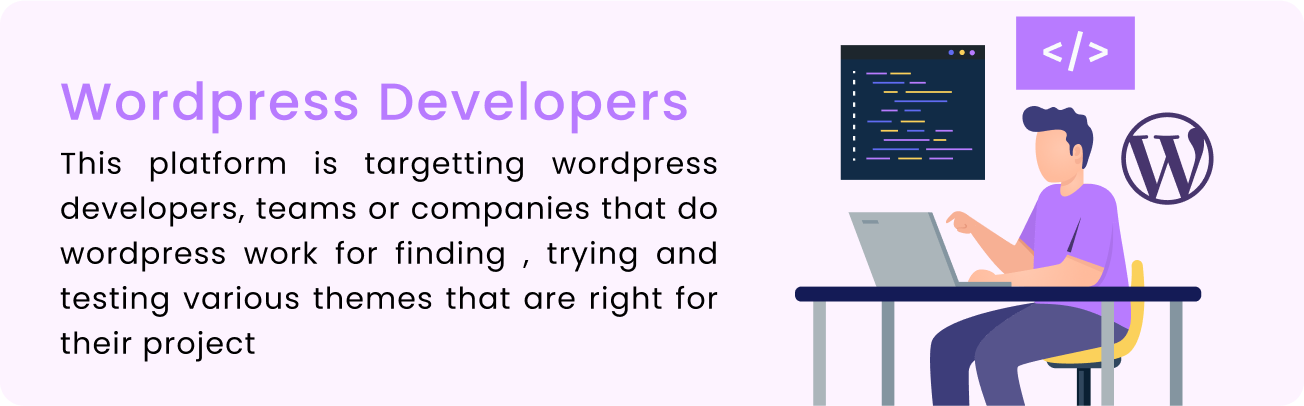 Wordpress Developers
This platform is targetting wordpress
developers, teams or companies that do
wordpress work for finding , trying and
testing various themes that are right for
their project
</>
W